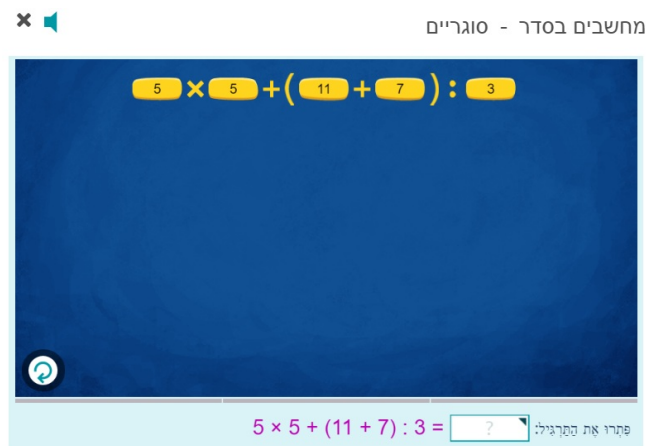 מחשבים בסדר - סוגריים
5 × 5 + ( 11 + 7 ) : 3
פִּתְרוּ אֶת הַתַּרְגִּיל: 5 × 5 + (11 + 7) : 3 = ?